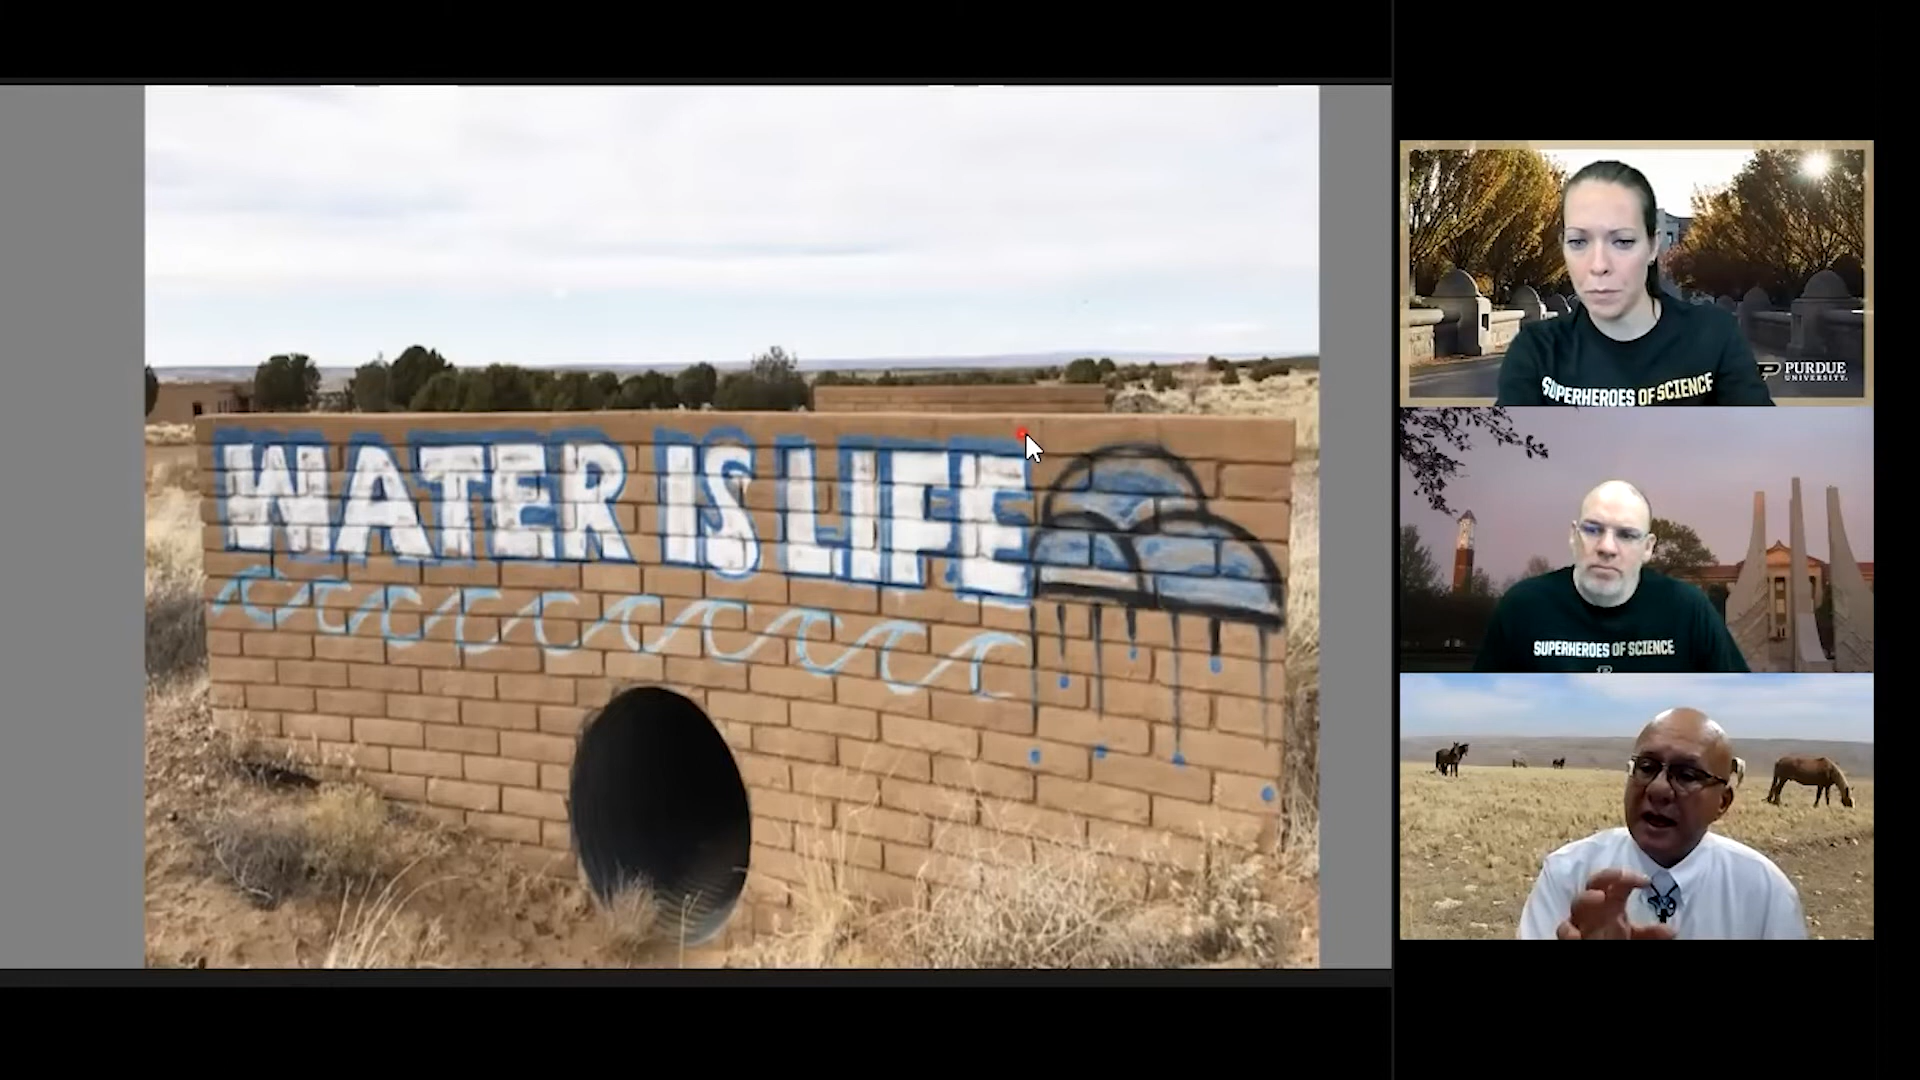 WATER IS LIFE
PURDUE
UNIVERSITY
SUPERHEROES OF SCIENCE
SUPERHEROES OF SCIENCE